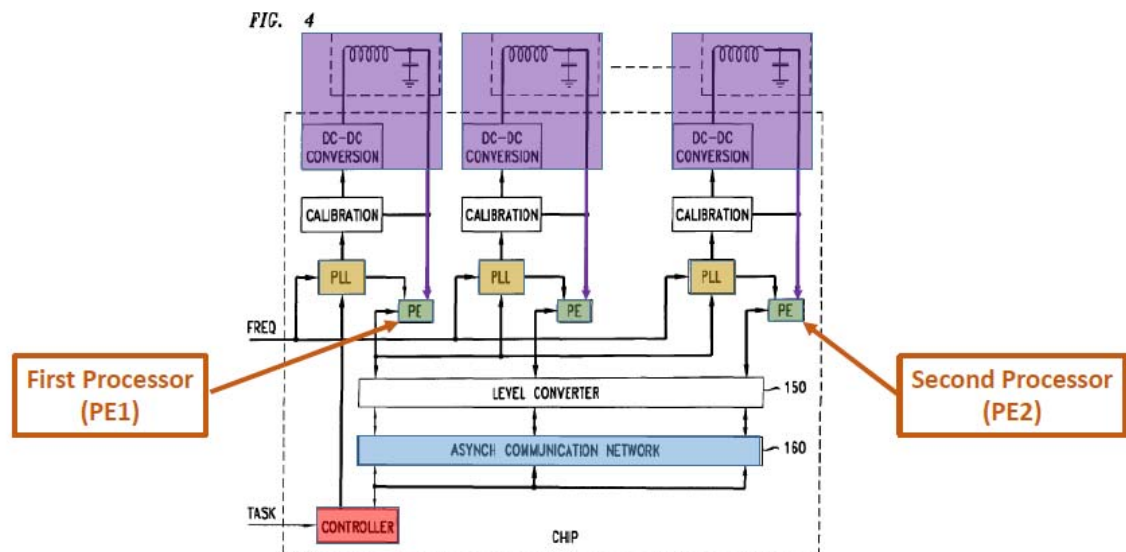 FIG. 4
DC-DC CONVERSION
DC-DC CONVERSION
DC-DC CONVERSION
CALIBRATION
CALIBRATION
CALIBRATION
PLL
PLL
PLL
PE
PE
PE
FREQ
First Processor
(PE1)
Second Processor
(PE2)
LEVEL CONVERTER
150
ASYNCH COMMUNICATION NETWORK
160
TASK
CONTROLLER
CHIP